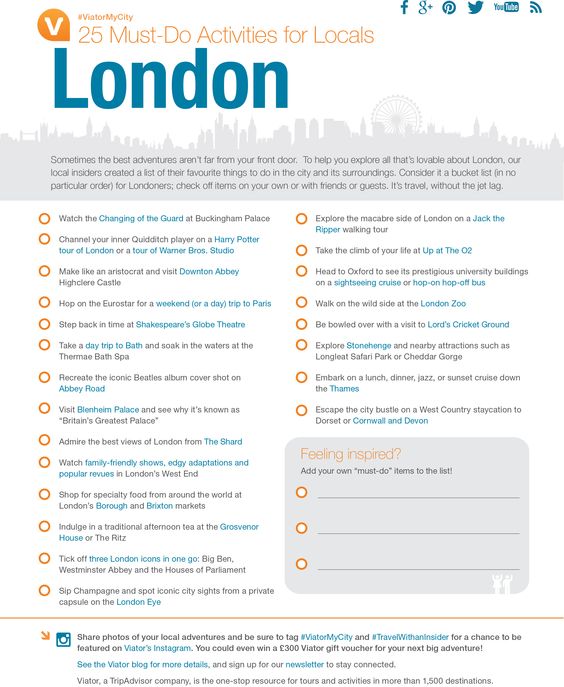 #ViatorMyCity
25 Must-Do Activities for Locals
London
Sometimes the best adventures aren't far from your front door. To help you explore all that's lovable about London, our
local insiders created a list of their favourite things to do in the city and its surroundings. Consider it a bucket list (in no
particular order) for Londoners; check off items on your own or with friends or guests. It's travel, without the jet lag.
Watch the Changing of the Guard at Buckingham Palace
Channel your inner Quidditch player on a Harry Potter
tour of London or a tour of Warner Bros. Studio
Make like an aristocrat and visit Downton Abbey
Highclere Castle
Hop on the Eurostar for a weekend (or a day) trip to Paris
Step back in time at Shakespeare's Globe Theatre
Take a day trip to Bath and soak in the waters at the
Thermae Bath Spa
Recreate the iconic Beatles album cover shot on
Abbey Road
Visit Blenheim Palace and see why it's known as
"Britain's Greatest Palace"
Admire the best views of London from The Shard
Watch family-friendly shows, edgy adaptations and
popular revues in London's West End
Shop for specialty food from around the world at
London's Borough and Brixton markets
Indulge in a traditional afternoon tea at the Grosvenor
House or The Ritz
Tick off three London icons in one go: Big Ben,
Westminster Abbey and the Houses of Parliament
Sip Champagne and spot iconic city sights from a private
capsule on the London Eye
Explore the macabre side of London on a Jack the
Ripper walking tour
Take the climb of your life at Up at The O2
Head to Oxford to see its prestigious university buildings
on a sightseeing cruise or hop-on hop-off bus
Walk on the wild side at the London Zoo
Be bowled over with a visit to Lord's Cricket Ground
Explore Stonehenge and nearby attractions such as
Longleat Safari Park or Cheddar Gorge
Embark on a lunch, dinner, jazz, or sunset cruise down
the Thames
Escape the city bustle on a West Country staycation to
Dorset or Cornwall and Devon
Feeling inspired?
Add your own "must-do" items to the list!
Share photos of your local adventures and be sure to tag #ViatorMyCity and #TravelWithanInsider for a chance to be
featured on Viator's Instagram. You could even win a £300 Viator gift voucher for your next big adventure!
See the Viator blog for more details, and sign up for our newsletter to stay connected.
Viator, a TripAdvisor company, is the one-stop resource for tours and activities in more than 1,500 destinations.